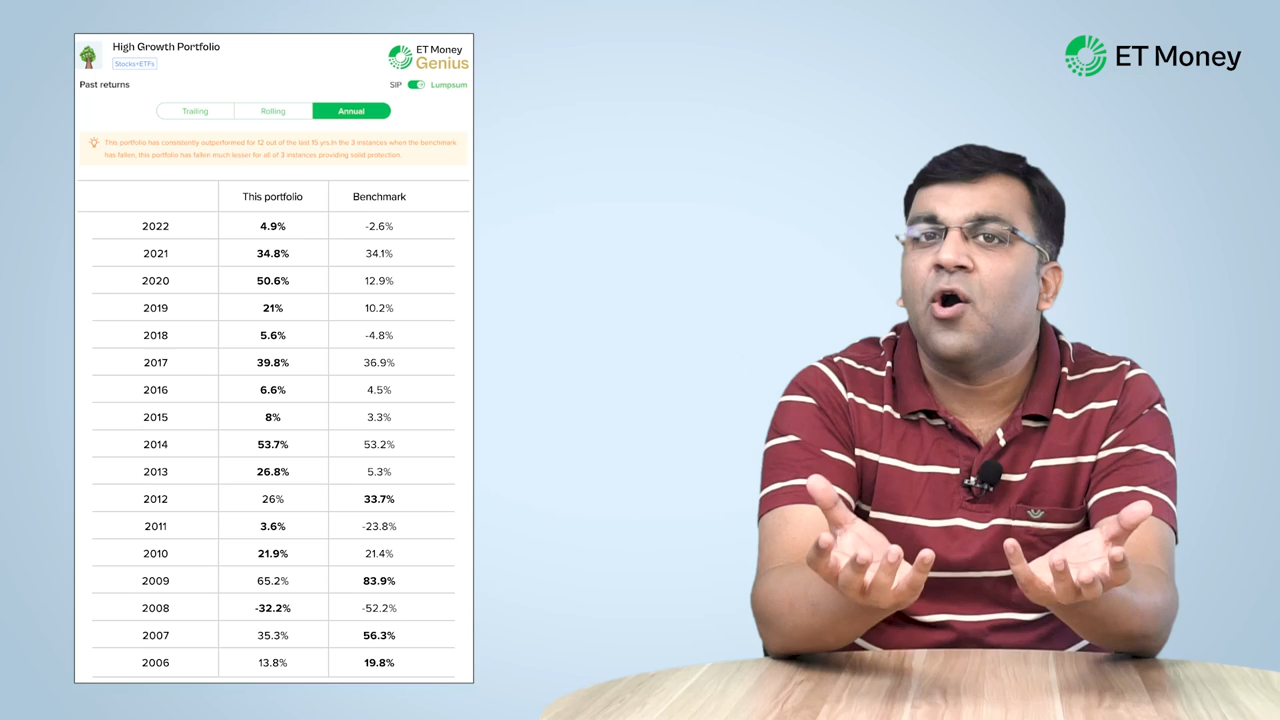 High Growth Portfolio
Stocks+ETFs
ET Money
Genius
Past returns
SIP Lumpsum
Trailing Rolling Annual
This portfolio has consistently outperformed for 12 out of the last 15 yrs.In the 3 instances when the benchmark
has fallen, this portfolio has fallen much lesser for all of 3 instances providing solid protection.
This portfolio Benchmark
2022 4.9% -2.6%
2021 34.8% 34.1%
2020 50.6% 12.9%
2019 21% 10.2%
2018 5.6% -4.8%
2017 39.8% 36.9%
2016 6.6% 4.5%
2015 8% 3.3%
2014 53.7% 53.2%
2013 26.8% 5.3%
2012 26% 33.7%
2011 3.6% -23.8%
2010 21.9% 21.4%
2009 65.2% 83.9%
2008 -32.2% -52.2%
2007 35.3% 56.3%
2006 13.8% 19.8%
ET Money